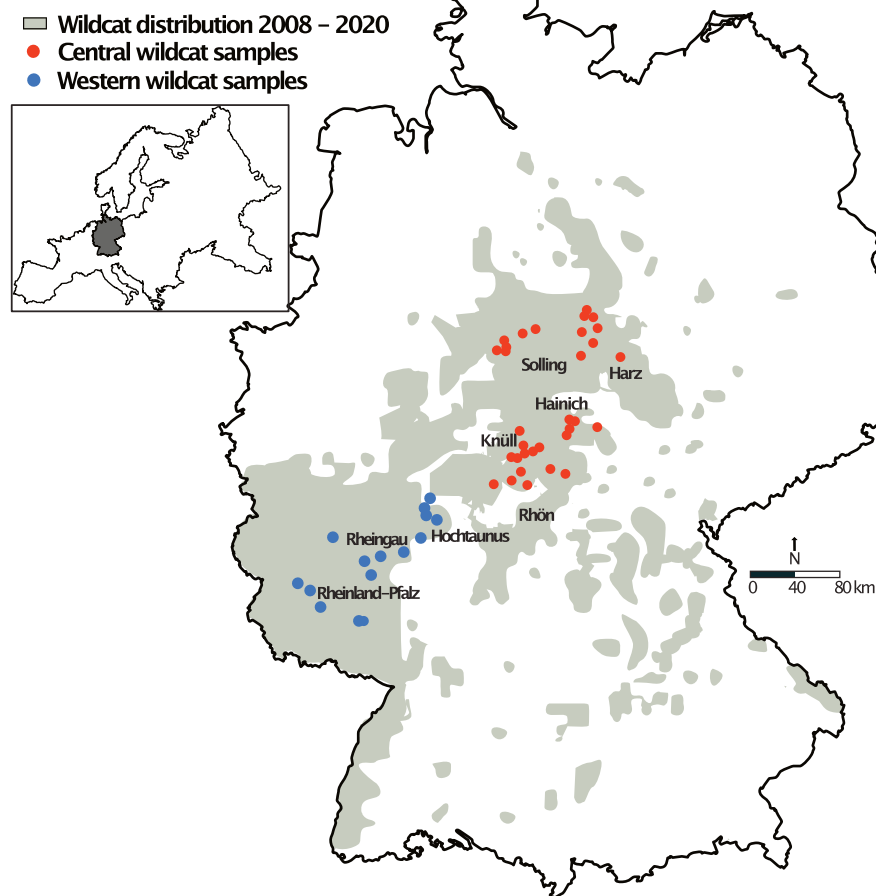 Wildcat distribution 2008 – 2020
Central wildcat samples
Western wildcat samples
Solling
Harz
Hainich
Knüll
Rhön
Rheingau
Hochtaunus
Rheinland–Pfalz
N
0 40 80 km